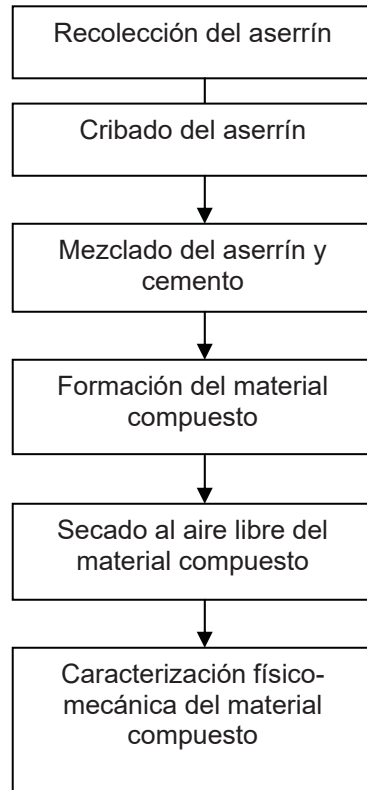 Recolección del aserrín
Cribado del aserrín
Mezclado del aserrín y
cemento
Formación del material
compuesto
Secado al aire libre del
material compuesto
Caracterización físico-
mecánica del material
compuesto